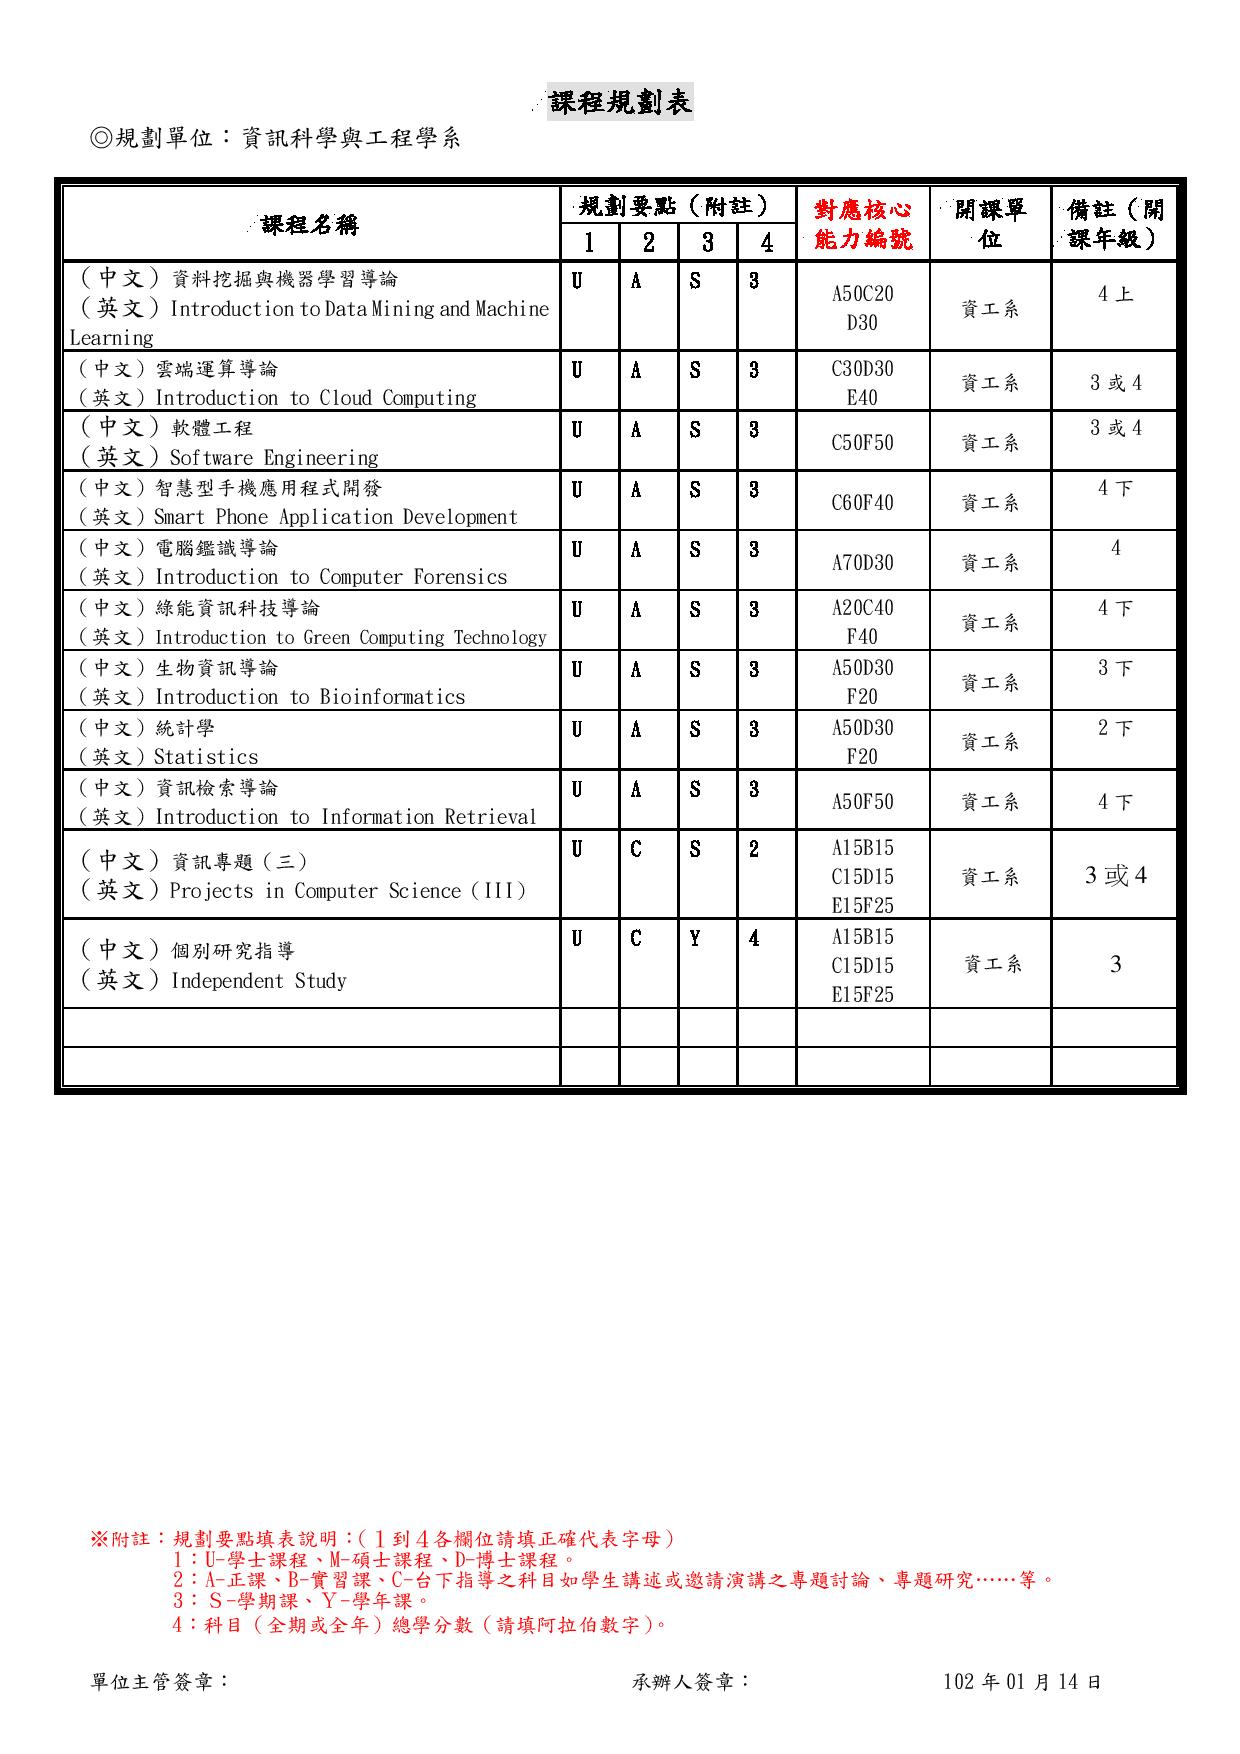 課程規劃表
◎規劃單位：資訊科學與工程學系
課程名稱
規劃要點（附註）
1 2 3 4
對應核心
能力編號
開課單
位
備註（開
課年級）
（中文）資料挖掘與機器學習導論
（英文）Introduction to Data Mining and Machine
Learning
U A S 3
A50C20
D30
資工系
4 上
（中文）雲端運算導論
（英文）Introduction to Cloud Computing
U A S 3
C30D30
E40
資工系
3 或 4
（中文）軟體工程
（英文）Software Engineering
U A S 3
C50F50
資工系
3 或 4
（中文）智慧型手機應用程式開發
（英文）Smart Phone Application Development
U A S 3
C60F40
資工系
4 下
（中文）電腦鑑識導論
（英文）Introduction to Computer Forensics
U A S 3
A70D30
資工系
4
（中文）綠能資訊科技導論
（英文）Introduction to Green Computing Technology
U A S 3
A20C40
F40
資工系
4 下
（中文）生物資訊導論
（英文）Introduction to Bioinformatics
U A S 3
A50D30
F20
資工系
3 下
（中文）統計學
（英文）Statistics
U A S 3
A50D30
F20
資工系
2 下
（中文）資訊檢索導論
（英文）Introduction to Information Retrieval
U A S 3
A50F50
資工系
4 下
（中文）資訊專題（三）
（英文）Projects in Computer Science（III）
U C S 2
A15B15
C15D15
E15F25
資工系
3 或 4
（中文）個別研究指導
（英文）Independent Study
U C Y 4
A15B15
C15D15
E15F25
資工系
3
※附註：規劃要點填表說明：(１到４各欄位請填正確代表字母）
1：U-學士課程、M-碩士課程、D-博士課程。
2：A-正課、B-實習課、C-台下指導之科目如學生講述或邀請演講之專題討論、專題研究……等。
3：Ｓ-學期課、Ｙ-學年課。
4：科目（全期或全年）總學分數（請填阿拉伯數字)。
單位主管簽章： 承辦人簽章： 102 年 01 月 14 日